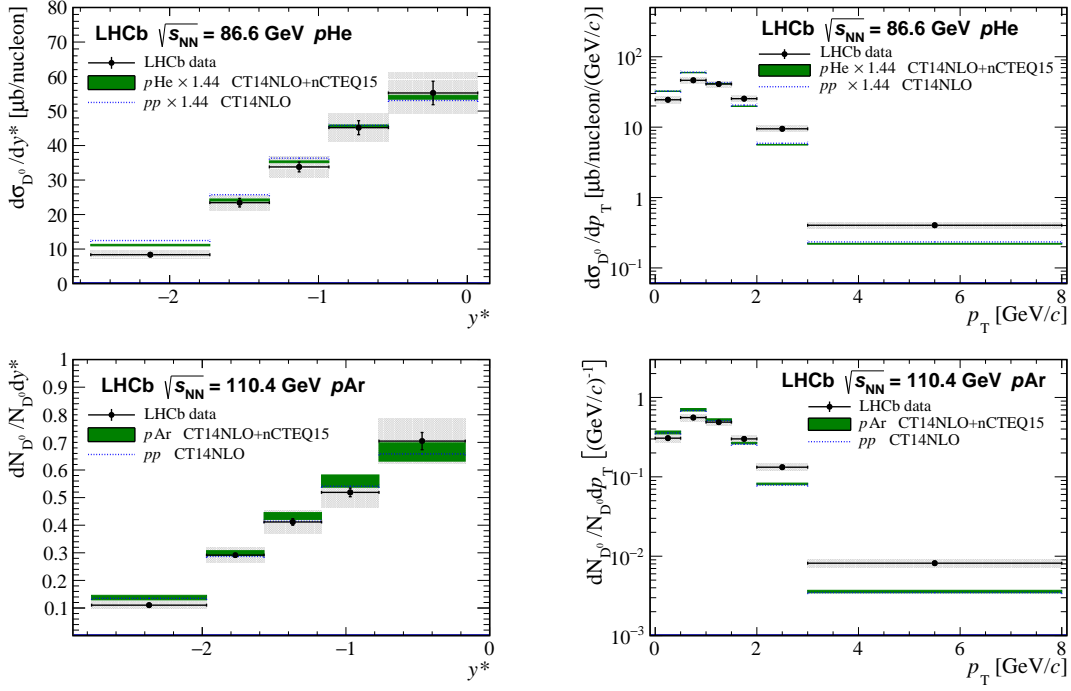 LHCb √sNN = 86.6 GeV pHe
LHCb data
pHe × 1.44 CT14NLO+nCTEQ15
pp × 1.44 CT14NLO
dσD⁰/dy* [μb/nucleon]
80
70
60
50
40
30
20
10
0
−2 −1 0
y*
LHCb √sNN = 86.6 GeV pHe
LHCb data
pHe × 1.44 CT14NLO+nCTEQ15
pp × 1.44 CT14NLO
dσD⁰/dpT [μb/nucleon/(GeV/c)]
10²
10
1
10⁻¹
0 2 4 6 8
pT [GeV/c]
LHCb √sNN = 110.4 GeV pAr
LHCb data
pAr CT14NLO+nCTEQ15
pp CT14NLO
dND⁰/ND⁰dy*
1
0.9
0.8
0.7
0.6
0.5
0.4
0.3
0.2
0.1
−2 −1 0
y*
LHCb √sNN = 110.4 GeV pAr
LHCb data
pAr CT14NLO+nCTEQ15
pp CT14NLO
dND⁰/ND⁰dpT [(GeV/c)⁻¹]
1
10⁻¹
10⁻²
10⁻³
0 2 4 6 8
pT [GeV/c]